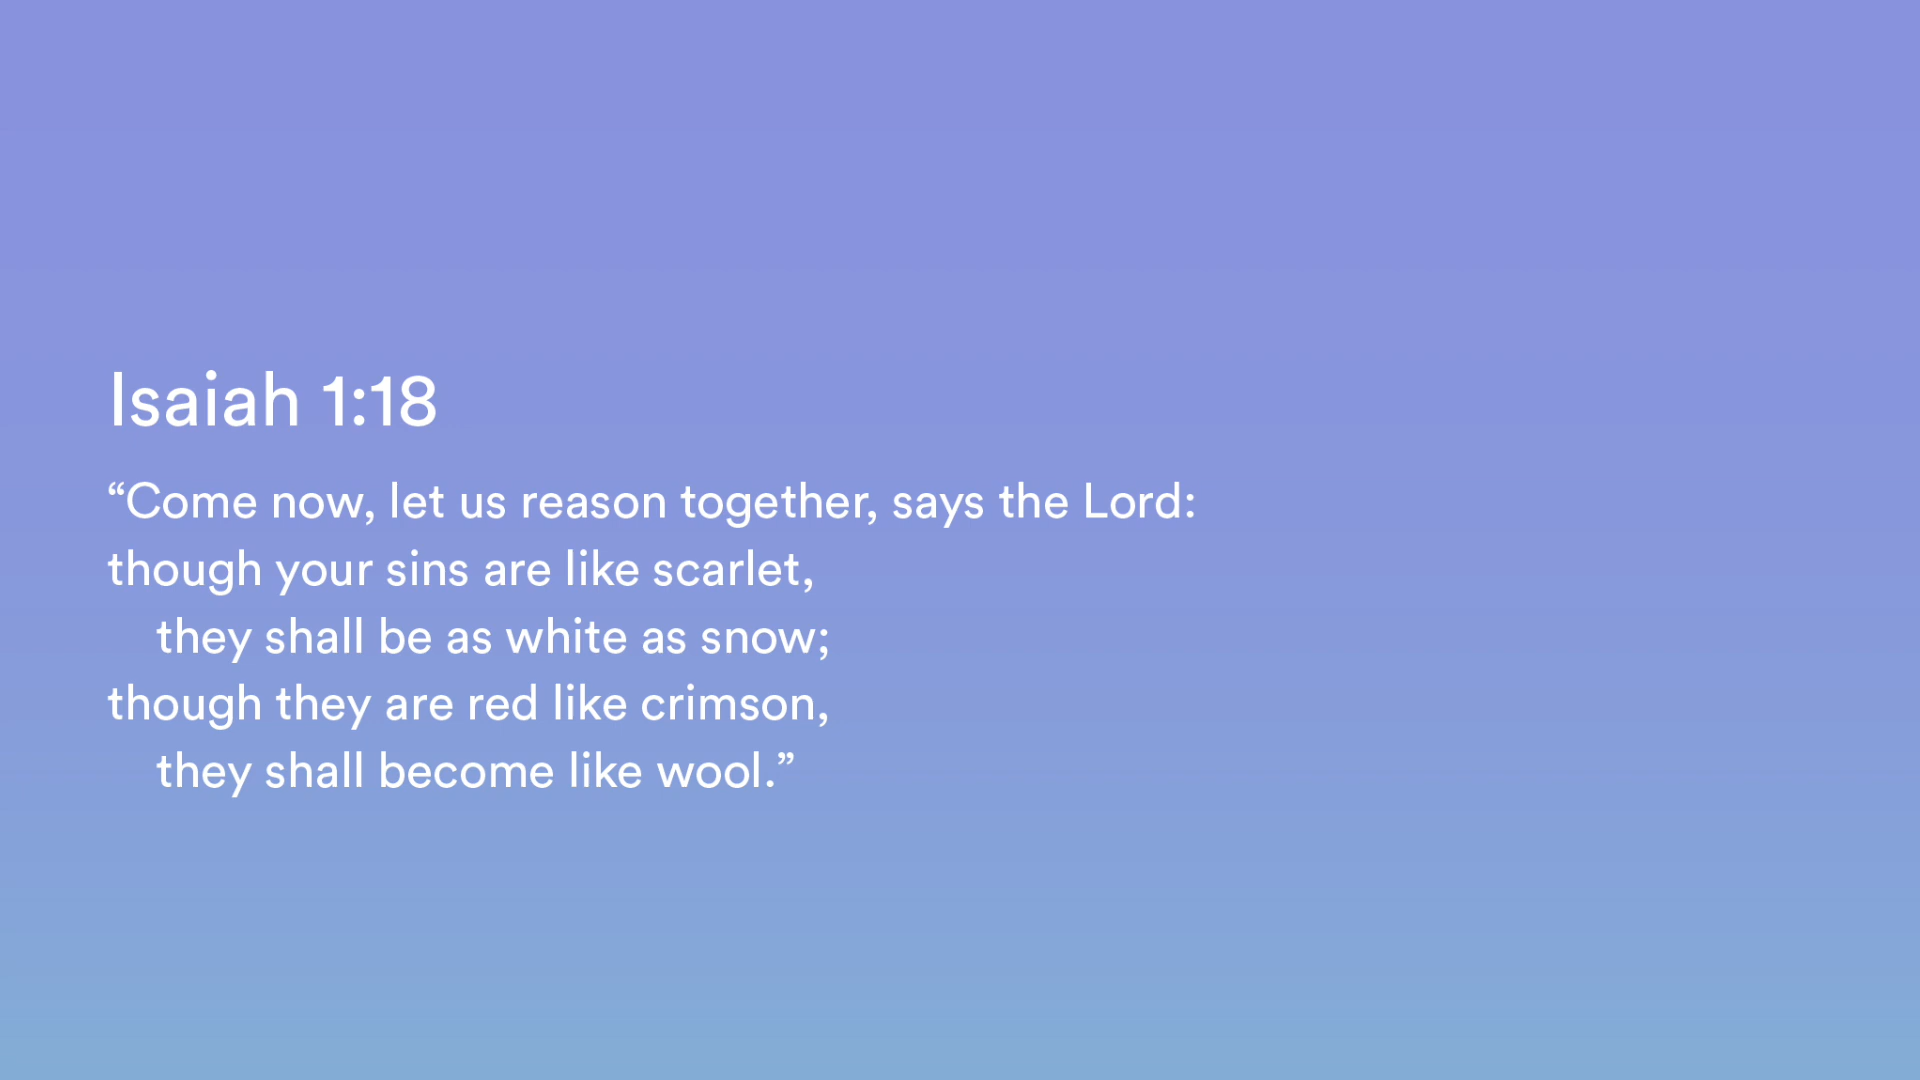 Isaiah 1:18
“Come now, let us reason together, says the Lord:
though your sins are like scarlet,
they shall be as white as snow;
though they are red like crimson,
they shall become like wool.”